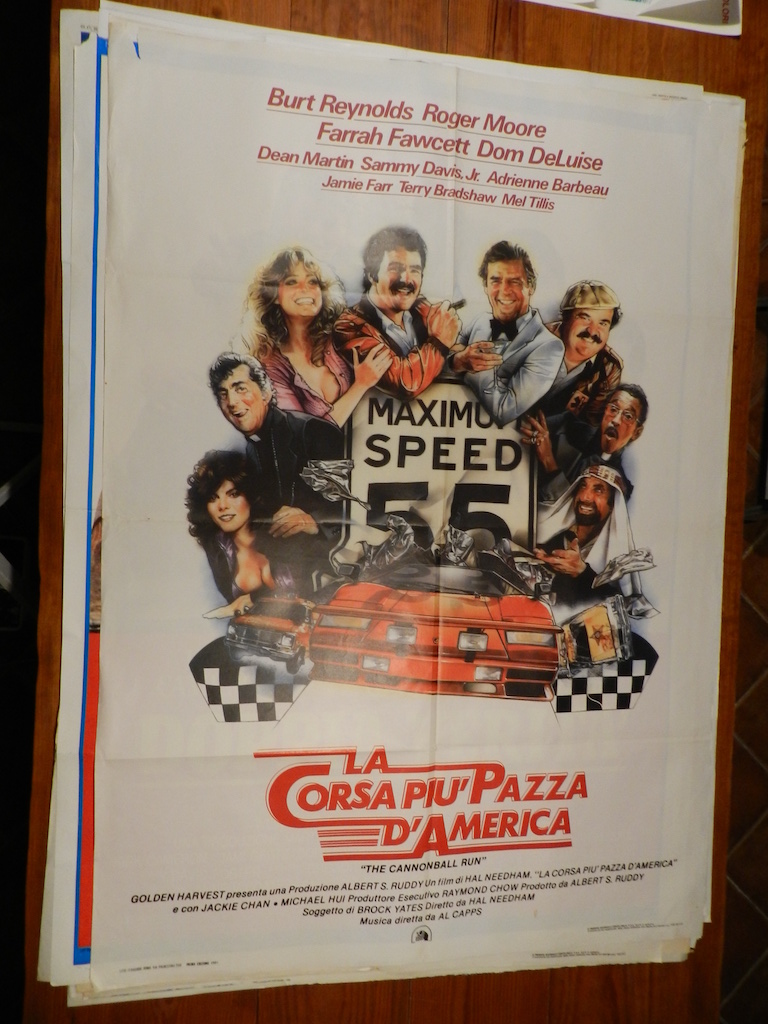 Burt Reynolds Roger Moore
Farrah Fawcett Dom DeLuise
Dean Martin Sammy Davis, Jr. Adrienne Barbeau
Jamie Farr Terry Bradshaw Mel Tillis
MAXIMU
SPEED
55
LA
CORSA PIU' PAZZA
D'AMERICA
"THE CANNONBALL RUN"
GOLDEN HARVEST presenta una Produzione ALBERT S. RUDDY Un film di HAL NEEDHAM. "LA CORSA PIU' PAZZA D'AMERICA"
e con JACKIE CHAN • MICHAEL HUI Produttore Esecutivo RAYMOND CHOW Prodotto da ALBERT S. RUDDY
Soggetto di BROCK YATES Diretto da HAL NEEDHAM
Musica diretta da AL CAPPS